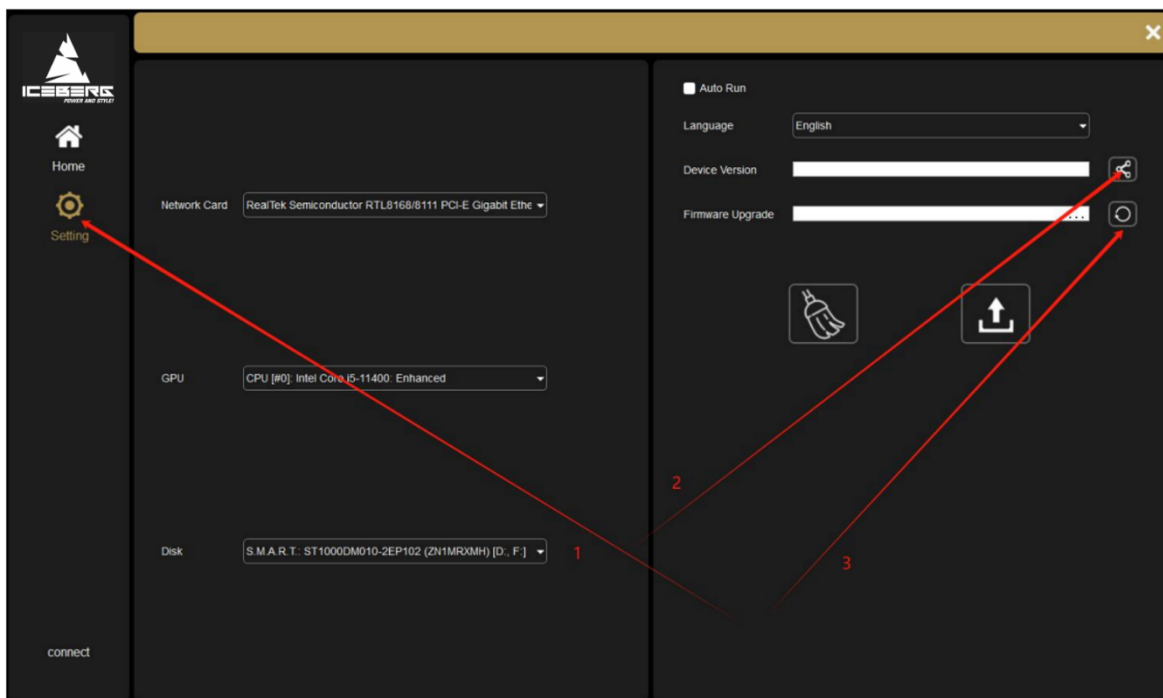 ICEBERG
POWER AND STYLE!
Home
Setting
connect
Network Card
RealTek Semiconductor RTL8168/8111 PCI-E Gigabit Ethe
GPU
CPU [#0]: Intel Core i5-11400: Enhanced
Disk
S.M.A.R.T.: ST1000DM010-2EP102 (ZN1MRXMH) [D:, F:]
1
Auto Run
Language
English
Device Version
Firmware Upgrade
...
2
3